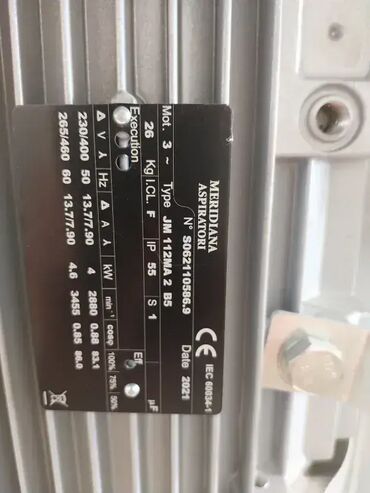 MERIDIANA
ASPIRATORI
CE IEC 60034-1
N° S062110586.9 Date 2021
Mot. 3 ~ Type JM 112MA 2 B5
26 Kg I.CL. F IP 55 S 1 µF
Execution Eff
Δ V Y Hz Δ A Y kW min⁻¹ cosφ 100% 75% 50%
230/400 50 13.7/7.90 4 2880 0.88 83.1
265/460 60 13.7/7.90 4,6 3455 0.85 86.0